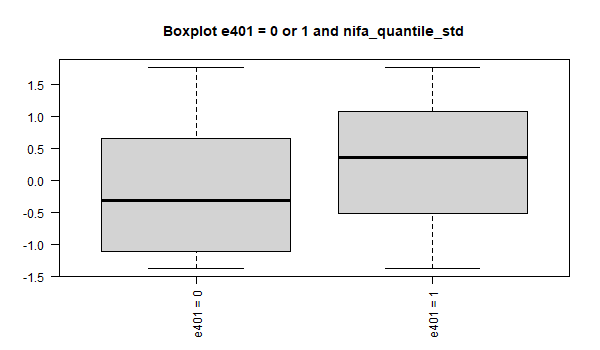 Boxplot e401 = 0 or 1 and nifa_quantile_std
1.5
1.0
0.5
0.0
-0.5
-1.0
-1.5
e401 = 0
e401 = 1